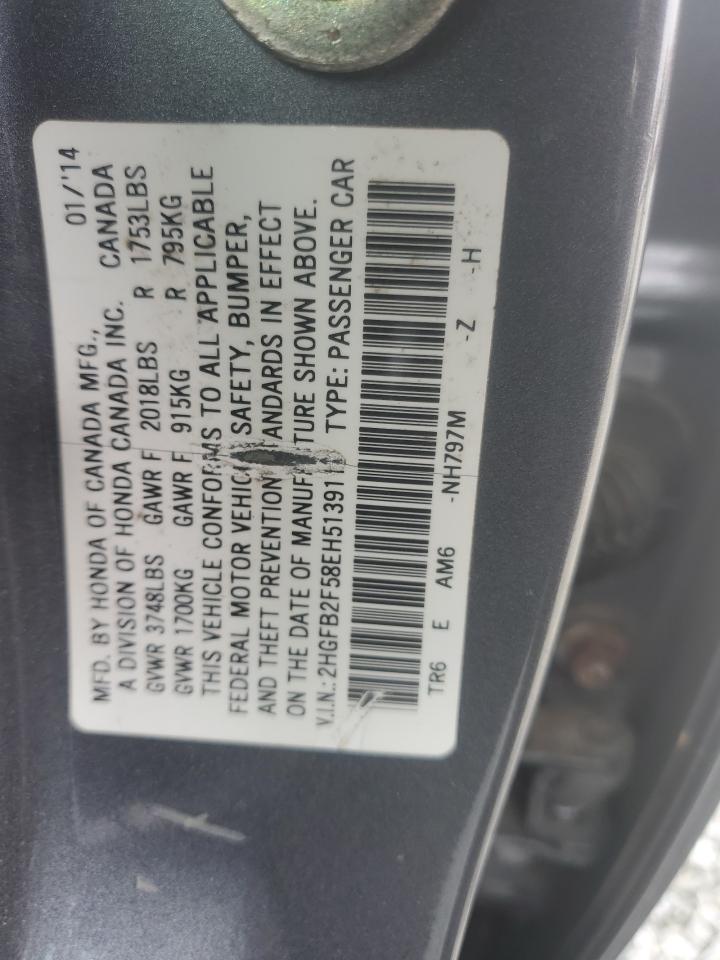 MFD. BY HONDA OF CANADA MFG., 01/'14
A DIVISION OF HONDA CANADA INC. CANADA
GVWR 3748LBS GAWR F 2018LBS R 1753LBS
GVWR 1700KG GAWR F 915KG R 795KG
THIS VEHICLE CONFORMS TO ALL APPLICABLE
FEDERAL MOTOR VEHIC SAFETY, BUMPER,
AND THEFT PREVENTION ANDARDS IN EFFECT
ON THE DATE OF MANUF TURE SHOWN ABOVE.
V.I.N.: 2HGFB2F58EH51391 TYPE: PASSENGER CAR
TR6 E AM6 -NH797M -Z -H